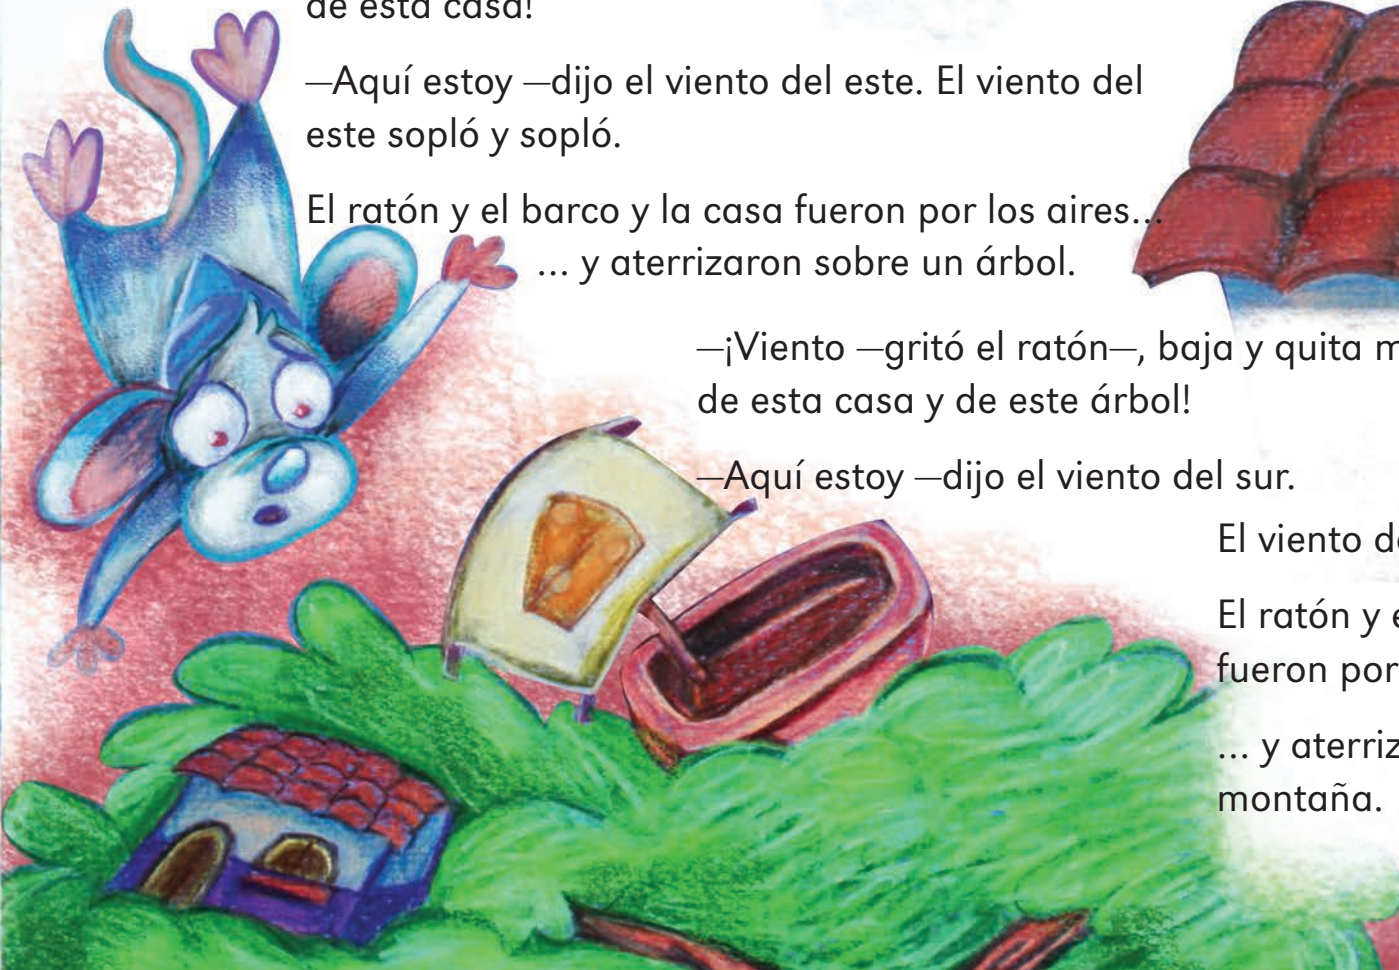 de esta casa!
—Aquí estoy —dijo el viento del este. El viento del
este sopló y sopló.
El ratón y el barco y la casa fueron por los aires...
... y aterrizaron sobre un árbol.
—¡Viento —gritó el ratón—, baja y quita
de esta casa y de este árbol!
—Aquí estoy —dijo el viento del sur.
El viento
El ratón y
fueron por
... y
montaña.